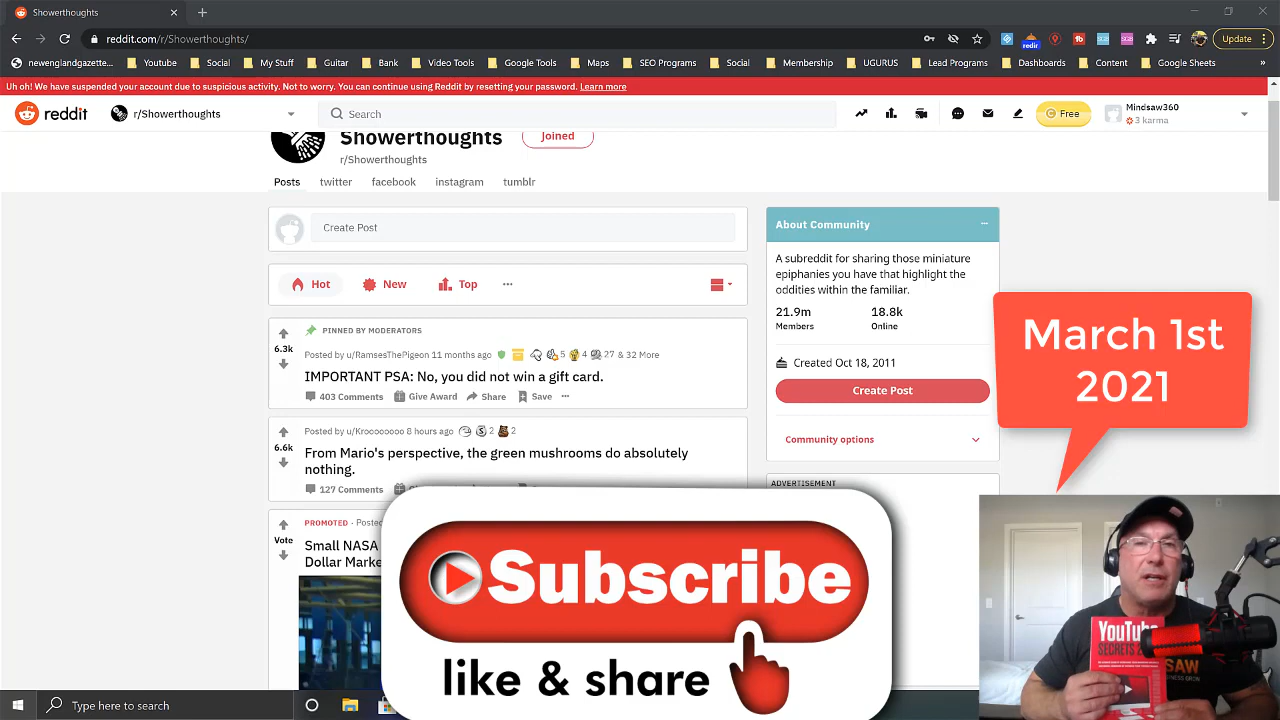 Showerthoughts
reddit.com/r/Showerthoughts/
Update
newenglandgazette... Youtube Social My Stuff Guitar Bank Video Tools Google Tools Maps SEO Programs Social Membership UGURUS Lead Programs Dashboards Content Google Sheets »
redir
Uh oh! We have suspended your account due to suspicious activity. Not to worry. You can continue using Reddit by resetting your password. Learn more
reddit r/Showerthoughts Search Free Mindsaw360
3 karma
Showerthoughts Joined
r/Showerthoughts
Posts twitter facebook instagram tumblr
Create Post
Hot New Top ...
PINNED BY MODERATORS
6.3k
Posted by u/RamsesThePigeon 11 months ago 5 4 27 & 32 More
IMPORTANT PSA: No, you did not win a gift card.
403 Comments Give Award Share Save ...
Posted by u/Krocococooo 8 hours ago 2 2
6.6k
From Mario's perspective, the green mushrooms do absolutely
nothing.
127 Comments
PROMOTED · Posted
Vote
Small NASA
Dollar Marke
About Community
A subreddit for sharing those miniature
epiphanies you have that highlight the
oddities within the familiar.
21.9m 18.8k
Members Online
Created Oct 18, 2011
Create Post
Community options
ADVERTISEMENT
March 1st
2021
Subscribe
like & share
YouTube
SECRETS
SAW
Type here to search